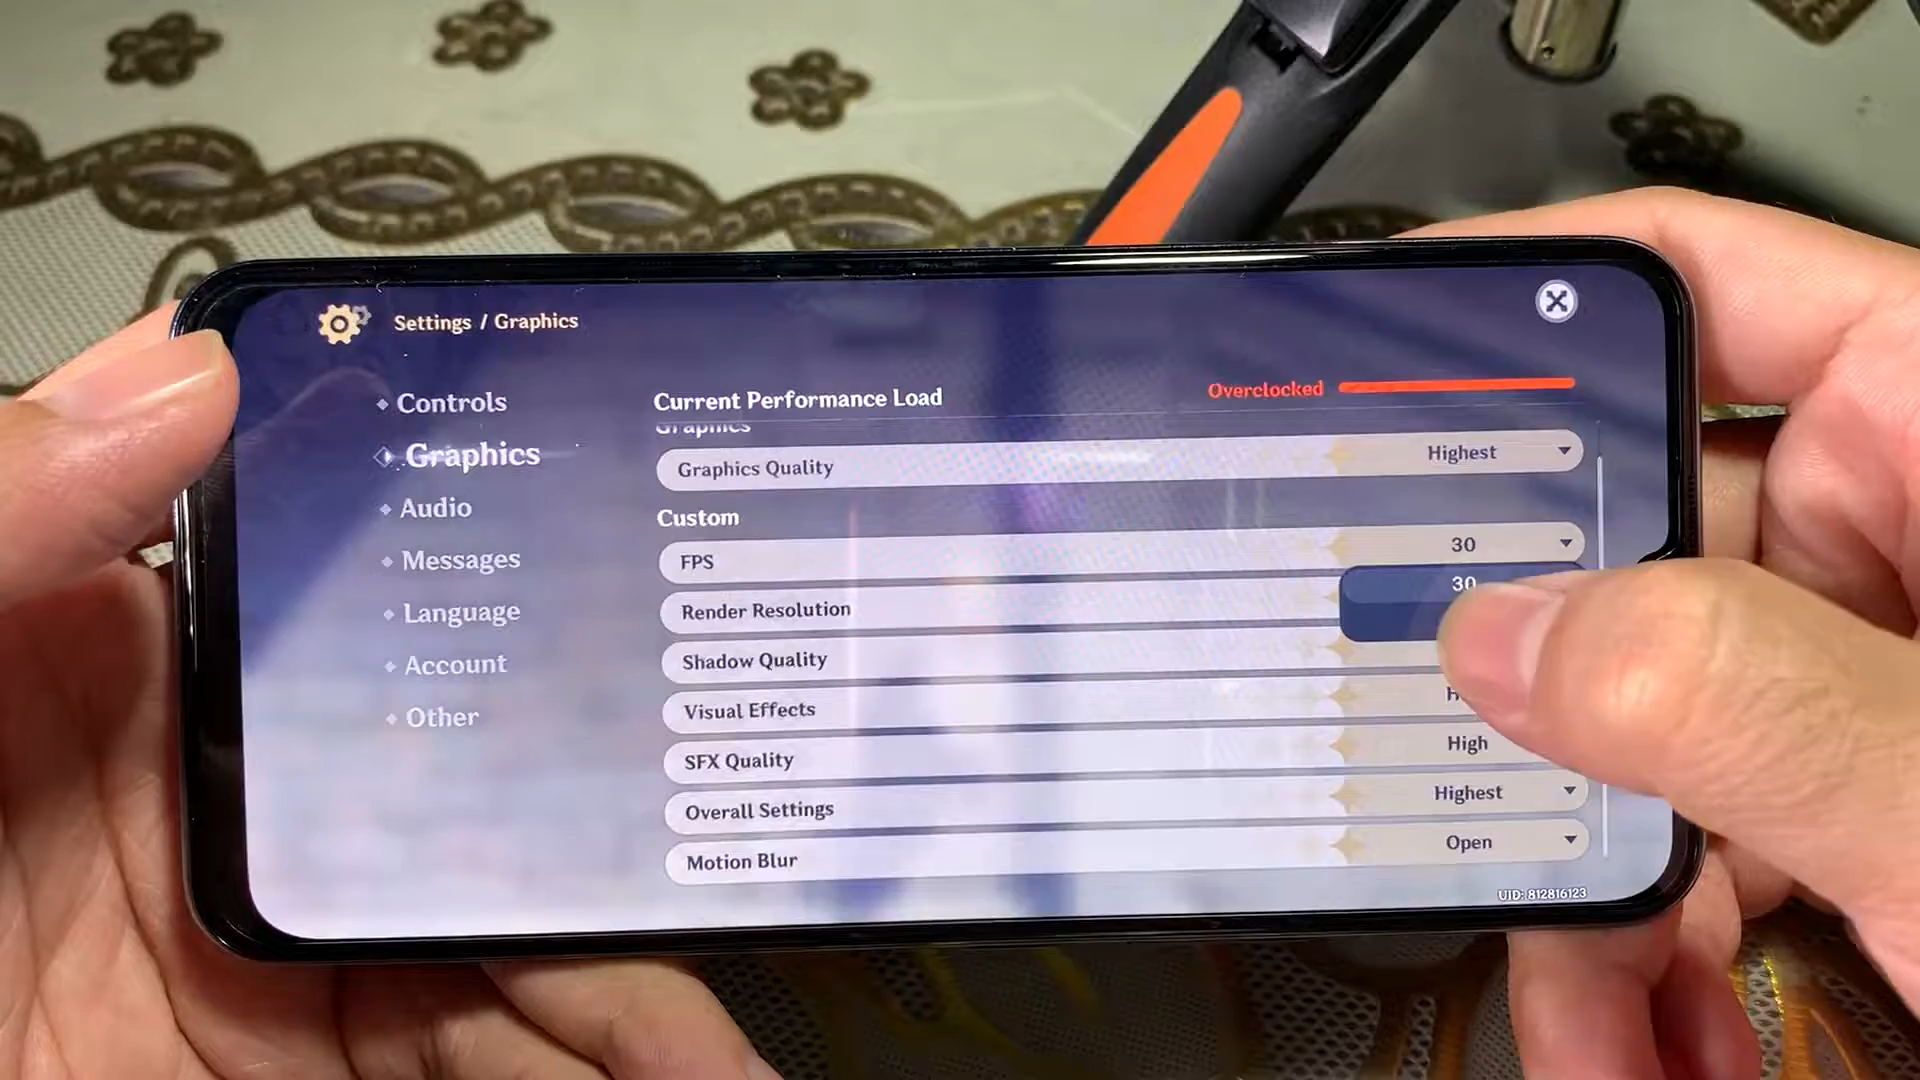 Settings / Graphics
Controls
Graphics
Audio
Messages
Language
Account
Other
Current Performance Load
Overclocked
Graphics
Graphics Quality
Highest
Custom
FPS
30
30
Render Resolution
Shadow Quality
Visual Effects
SFX Quality
High
Overall Settings
Highest
Motion Blur
Open
UID: 812816123